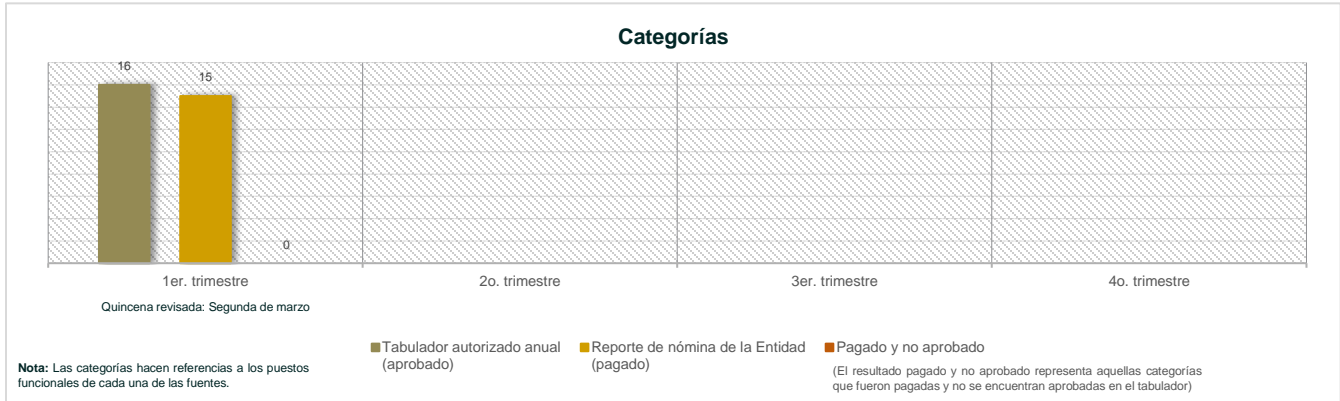 Categorías
16
15
0
1er. trimestre
2o. trimestre
3er. trimestre
4o. trimestre
Quincena revisada: Segunda de marzo
Tabulador autorizado anual
(aprobado)
Reporte de nómina de la Entidad
(pagado)
Pagado y no aprobado
(El resultado pagado y no aprobado representa aquellas categorías
que fueron pagadas y no se encuentran aprobadas en el tabulador)
Nota: Las categorías hacen referencias a los puestos
funcionales de cada una de las fuentes.